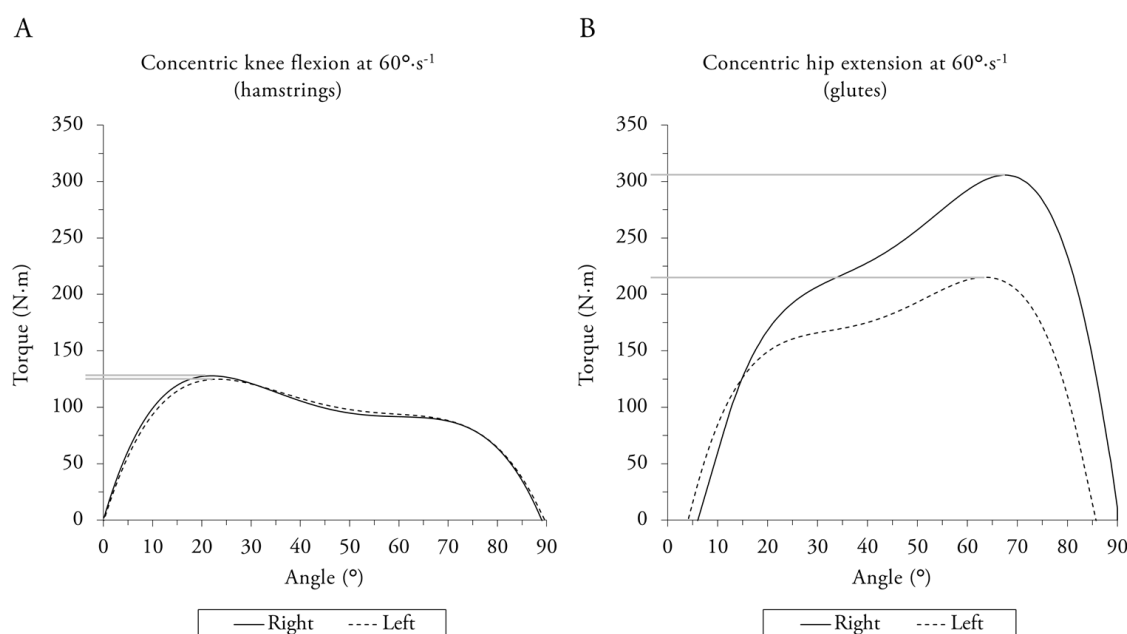 A
Concentric knee flexion at 60°·s-1
(hamstrings)
350
300
250
200
150
100
50
0
Torque (N·m)
0 10 20 30 40 50 60 70 80 90
Angle (°)
Right Left
B
Concentric hip extension at 60°·s-1
(glutes)
350
300
250
200
150
100
50
0
Torque (N·m)
0 10 20 30 40 50 60 70 80 90
Angle (°)
Right Left